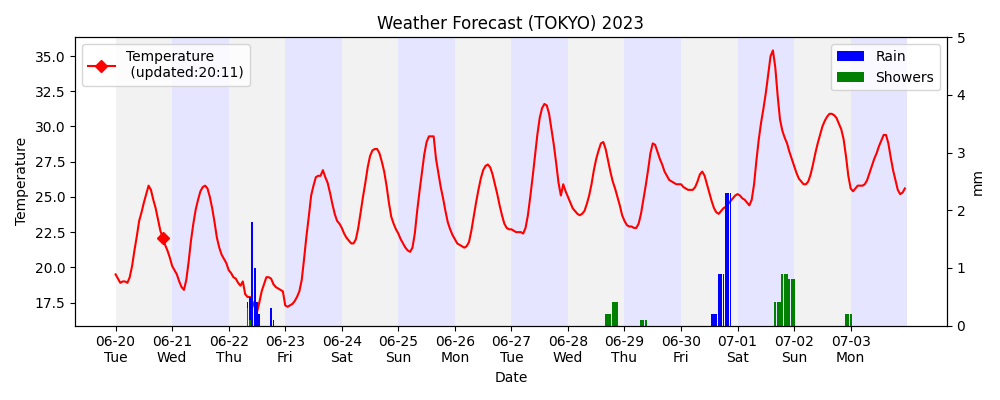 Weather Forecast (TOKYO) 2023
Temperature
(updated:20:11)
Rain
Showers
Temperature
35.0
32.5
30.0
27.5
25.0
22.5
20.0
17.5
5
4
3
2
1
0
mm
06-20 06-21 06-22 06-23 06-24 06-25 06-26 06-27 06-28 06-29 06-30 07-01 07-02 07-03
Tue Wed Thu Fri Sat Sun Mon Tue Wed Thu Fri Sat Sun Mon
Date